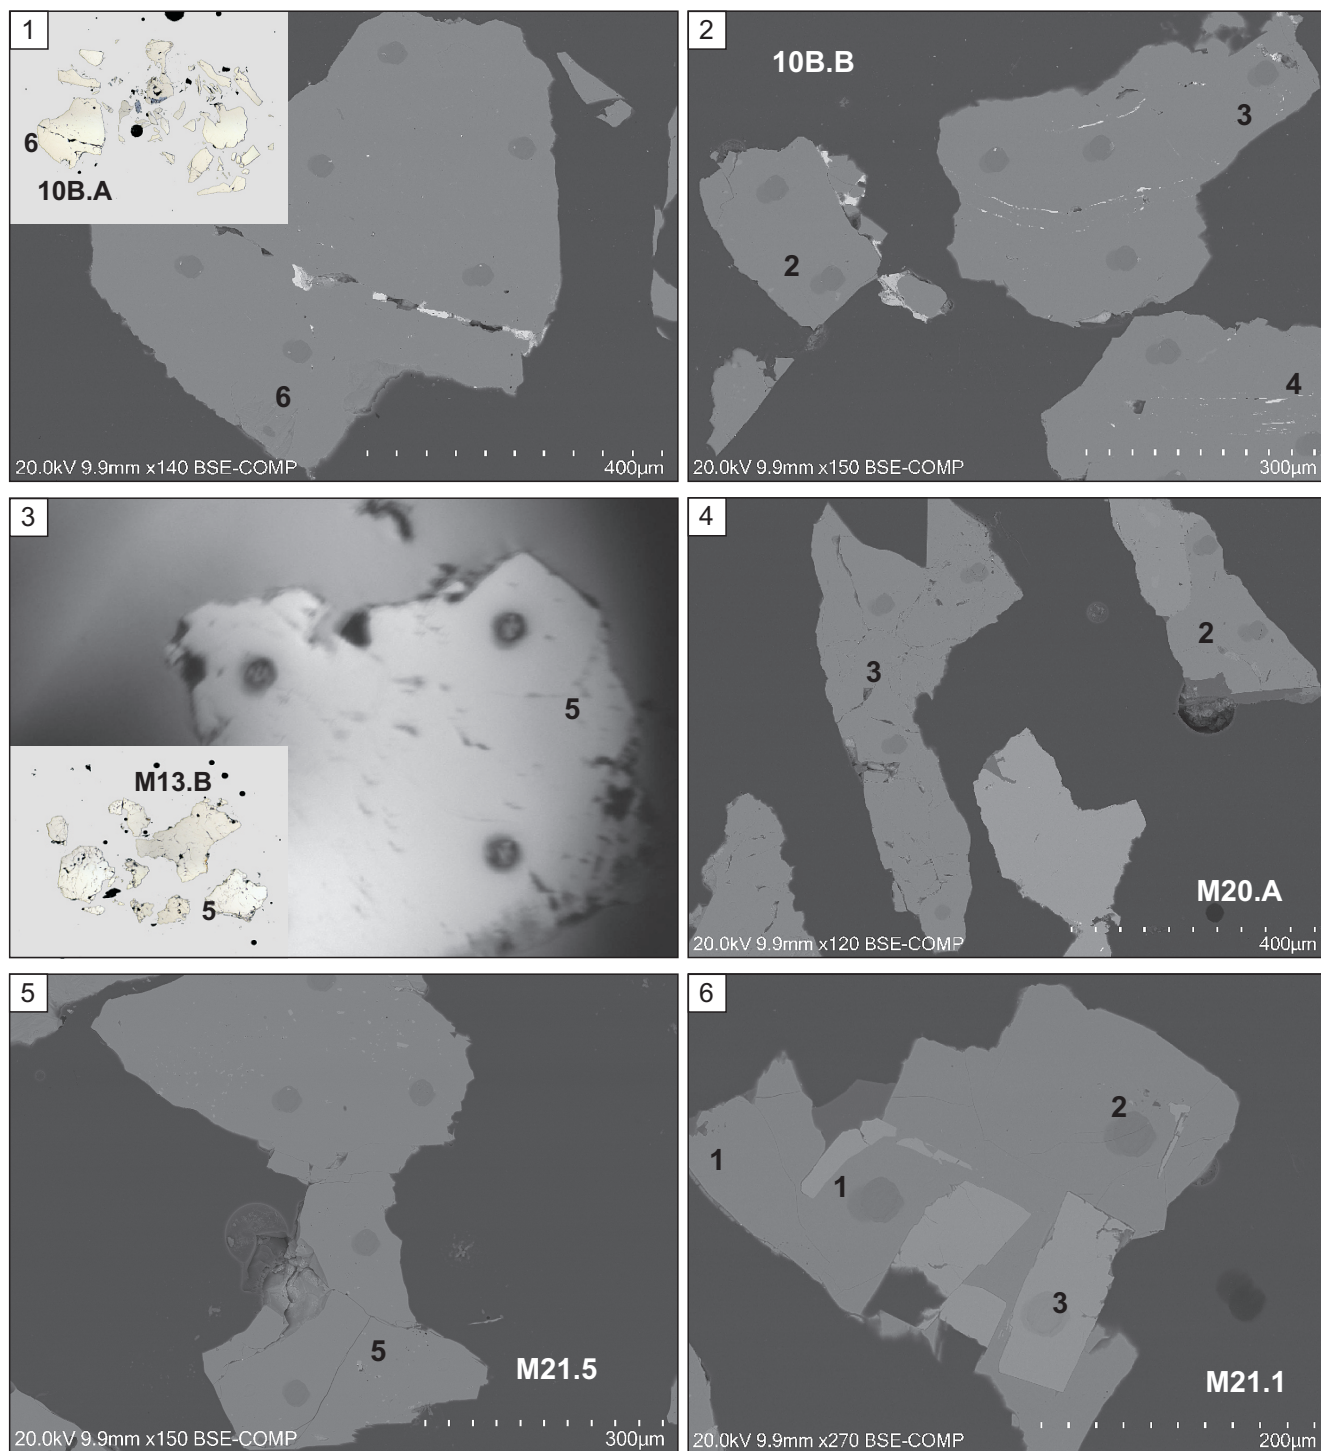 1
6
10B.A
6
20.0kV 9.9mm x140 BSE-COMP
400µm
2
10B.B
3
2
4
20.0kV 9.9mm x150 BSE-COMP
300µm
3
5
M13.B
5
4
2
3
M20.A
20.0kV 9.9mm x120 BSE-COMP
400µm
5
5
M21.5
20.0kV 9.9mm x150 BSE-COMP
300µm
6
2
1
1
3
M21.1
20.0kV 9.9mm x270 BSE-COMP
200µm